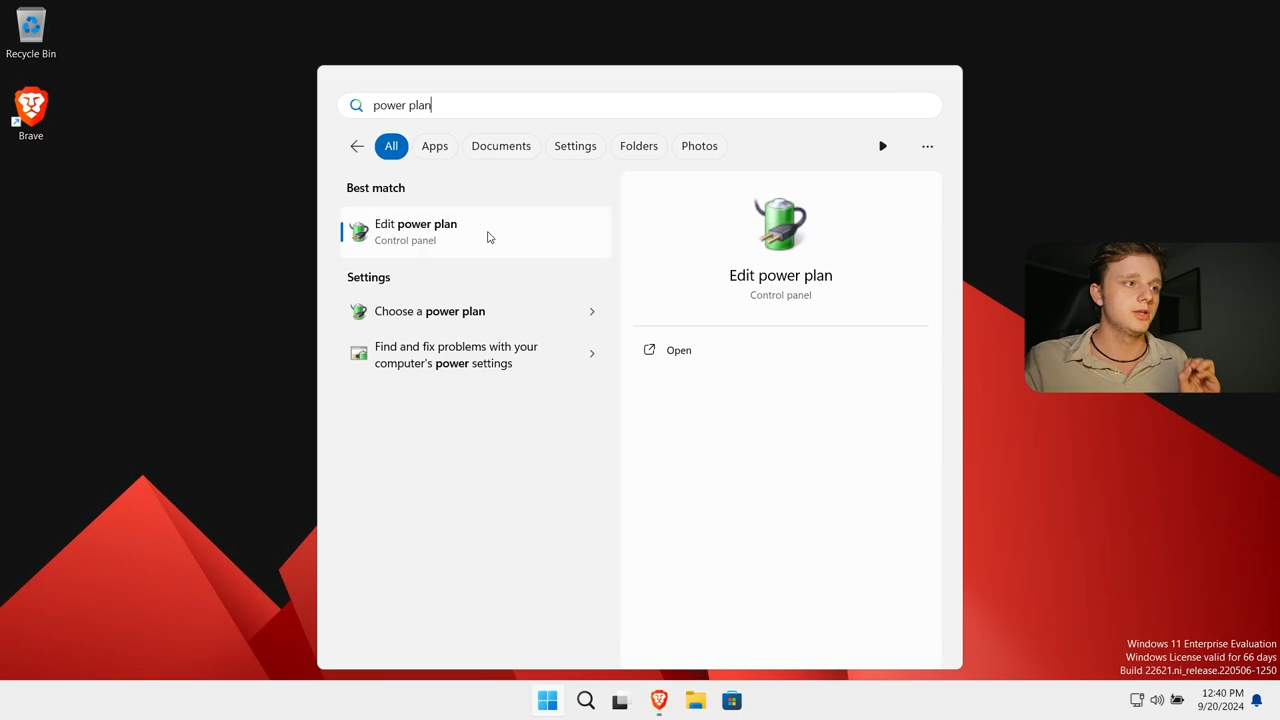 Recycle Bin
Brave
power plan
All
Apps
Documents
Settings
Folders
Photos
Best match
Edit power plan
Control panel
Settings
Choose a power plan
Find and fix problems with your
computer's power settings
Edit power plan
Control panel
Open
Windows 11 Enterprise Evaluation
Windows License valid for 66 days
Build 22621.ni_release.220506-1250
12:40 PM
9/20/2024